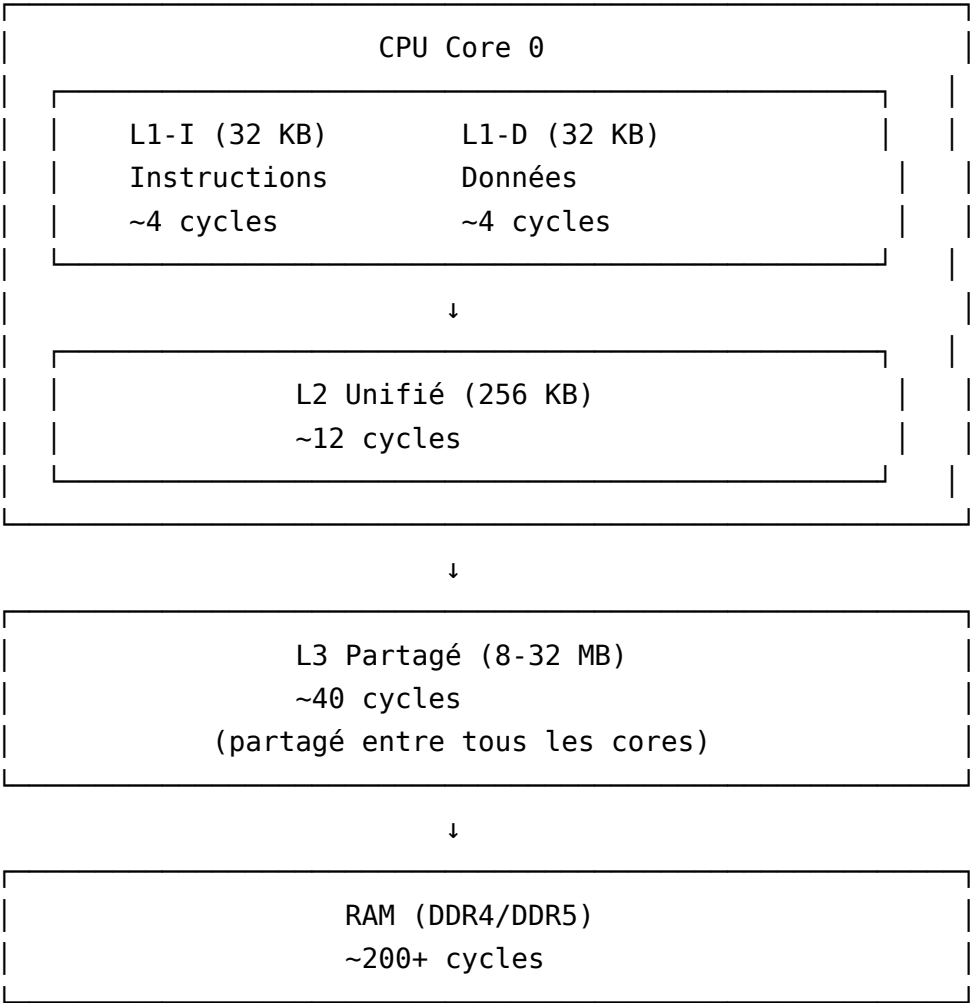 CPU Core 0
L1-I (32 KB) L1-D (32 KB)
Instructions Données
~4 cycles ~4 cycles
↓
L2 Unifié (256 KB)
~12 cycles
↓
L3 Partagé (8-32 MB)
~40 cycles
(partagé entre tous les cores)
↓
RAM (DDR4/DDR5)
~200+ cycles